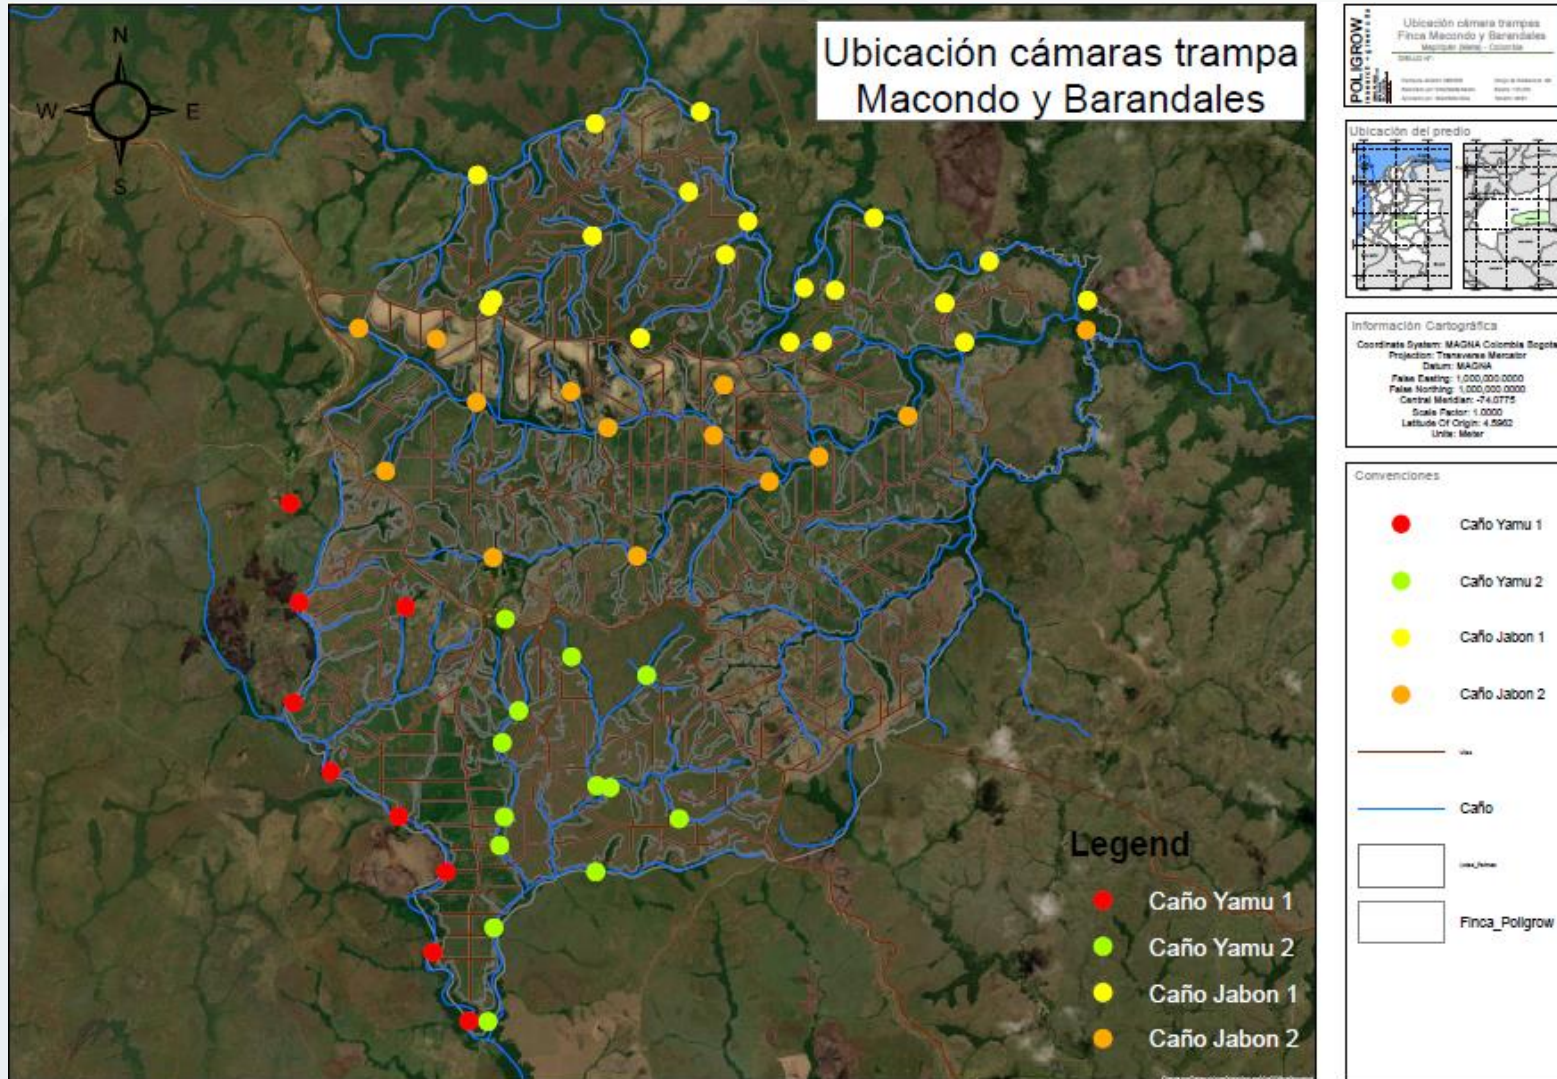 Ubicación cámaras trampa
Macondo y Barandales
N
W
E
S
Legend
Caño Yamu 1
Caño Yamu 2
Caño Jabon 1
Caño Jabon 2
POLIGROW
Ubicación cámara trampas
Finca Macondo y Barandales
Mapiripán (Meta) - Colombia
Ubicación del predio
Información Cartográfica
Coordinate System: MAGNA Colombia Bogota
Projection: Transverse Mercator
Datum: MAGNA
False Easting: 1,000,000.0000
False Northing: 1,000,000.0000
Central Meridian: -74.0775
Scale Factor: 1.0000
Latitude Of Origin: 4.5962
Units: Meter
Convenciones
Caño Yamu 1
Caño Yamu 2
Caño Jabon 1
Caño Jabon 2
Vias
Caño
Finca_Poligrow